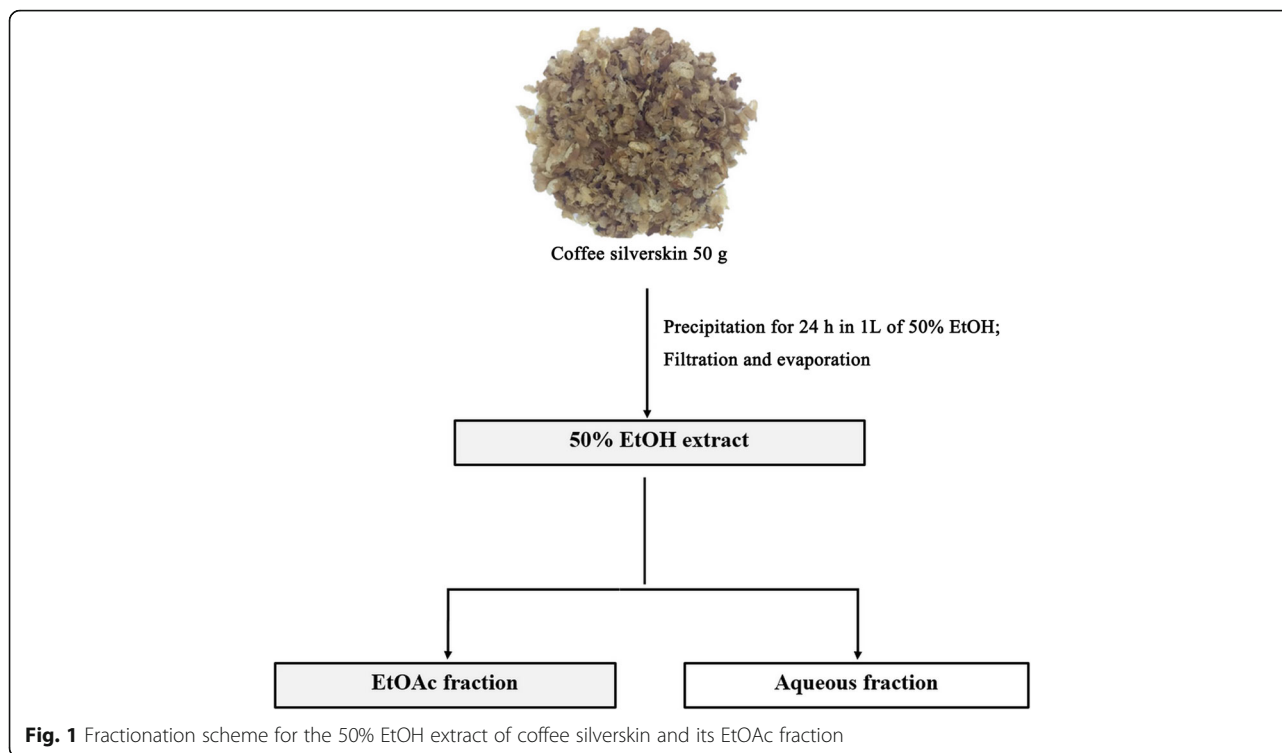 Coffee silverskin 50 g
Precipitation for 24 h in 1L of 50% EtOH;
Filtration and evaporation
50% EtOH extract
EtOAc fraction
Aqueous fraction
Fig. 1 Fractionation scheme for the 50% EtOH extract of coffee silverskin and its EtOAc fraction